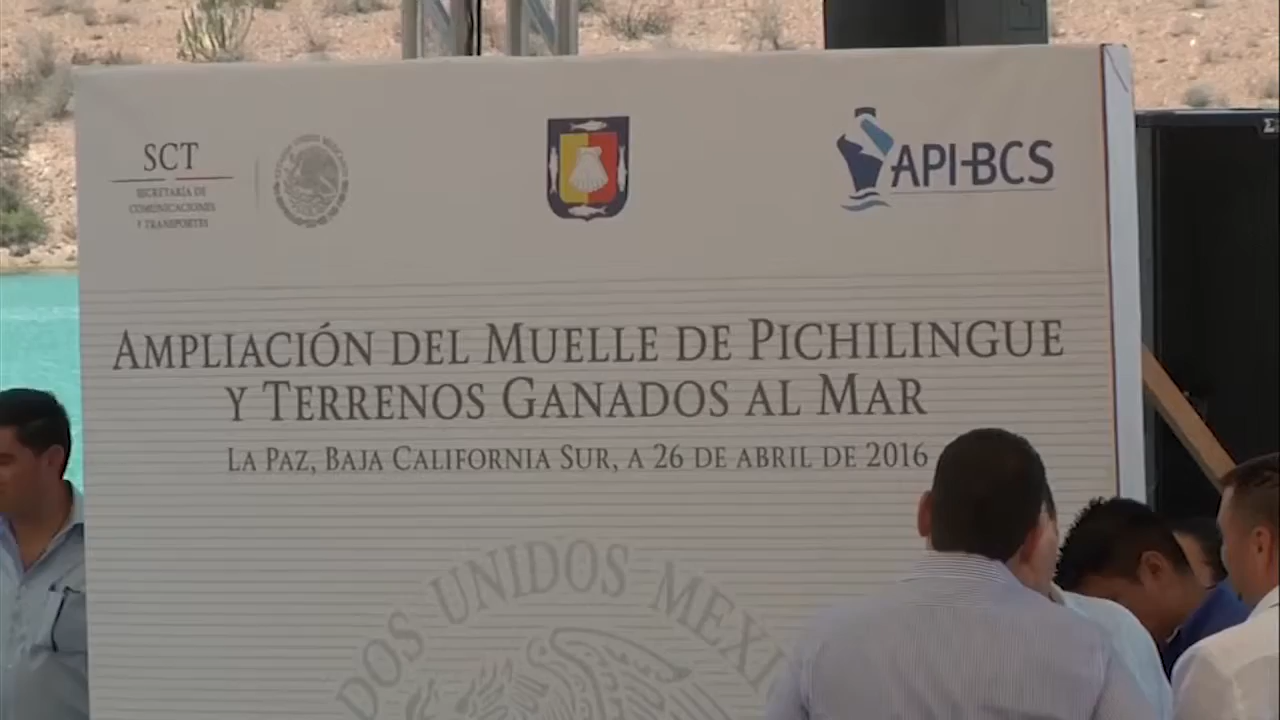 SCT
SECRETARÍA DE
COMUNICACIONES
Y TRANSPORTES
API-BCS
AMPLIACIÓN DEL MUELLE DE PICHILINGUE
Y TERRENOS GANADOS AL MAR
LA PAZ, BAJA CALIFORNIA SUR, A 26 DE ABRIL DE 2016
DOS UNIDOS MEXI